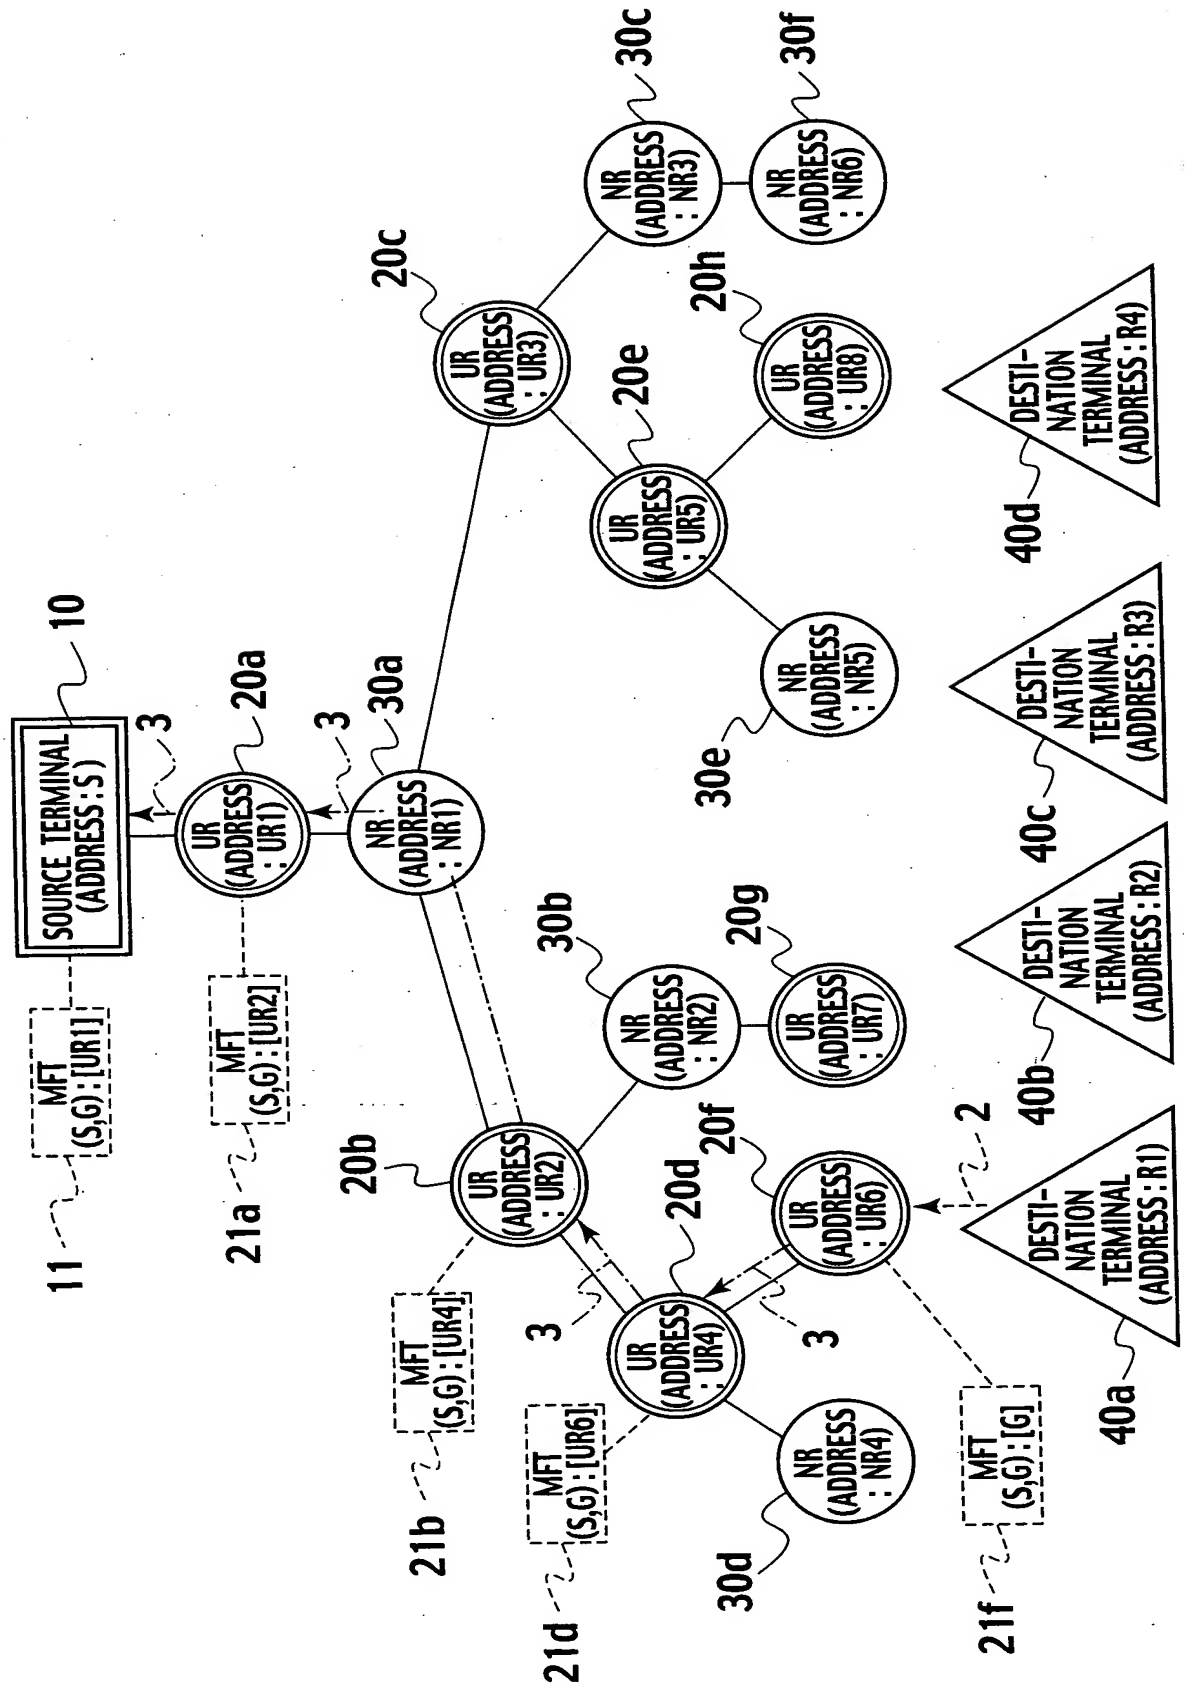 SOURCE TERMINAL
(ADDRESS : S)
10
MFT
(S,G) : [UR1]
11
3
UR
(ADDRESS
: UR1)
20a
MFT
(S,G) : [UR2]
21a
3
NR
(ADDRESS
: NR1)
30a
UR
(ADDRESS
: UR2)
20b
MFT
(S,G) : [UR4]
21b
UR
(ADDRESS
; UR3)
20c
3
NR
(ADDRESS
: NR2)
30b
NR
(ADDRESS
: NR3)
30c
UR
(ADDRESS
: UR4)
20d
MFT
(S,G) : [UR6]
21d
UR
(ADDRESS
; UR5)
20e
3
NR
(ADDRESS
: NR4)
30d
UR
(ADDRESS
: UR6)
20f
UR
(ADDRESS
: UR7)
20g
NR
(ADDRESS
: NR5)
30e
UR
(ADDRESS
: UR8)
20h
NR
(ADDRESS
: NR6)
30f
MFT
(S,G) : [G]
21f
2
DESTI-
NATION
TERMINAL
(ADDRESS : R1)
40a
DESTI-
NATION
TERMINAL
(ADDRESS : R2)
40b
DESTI-
NATION
TERMINAL
(ADDRESS : R3)
40c
DESTI-
NATION
TERMINAL
(ADDRESS : R4)
40d